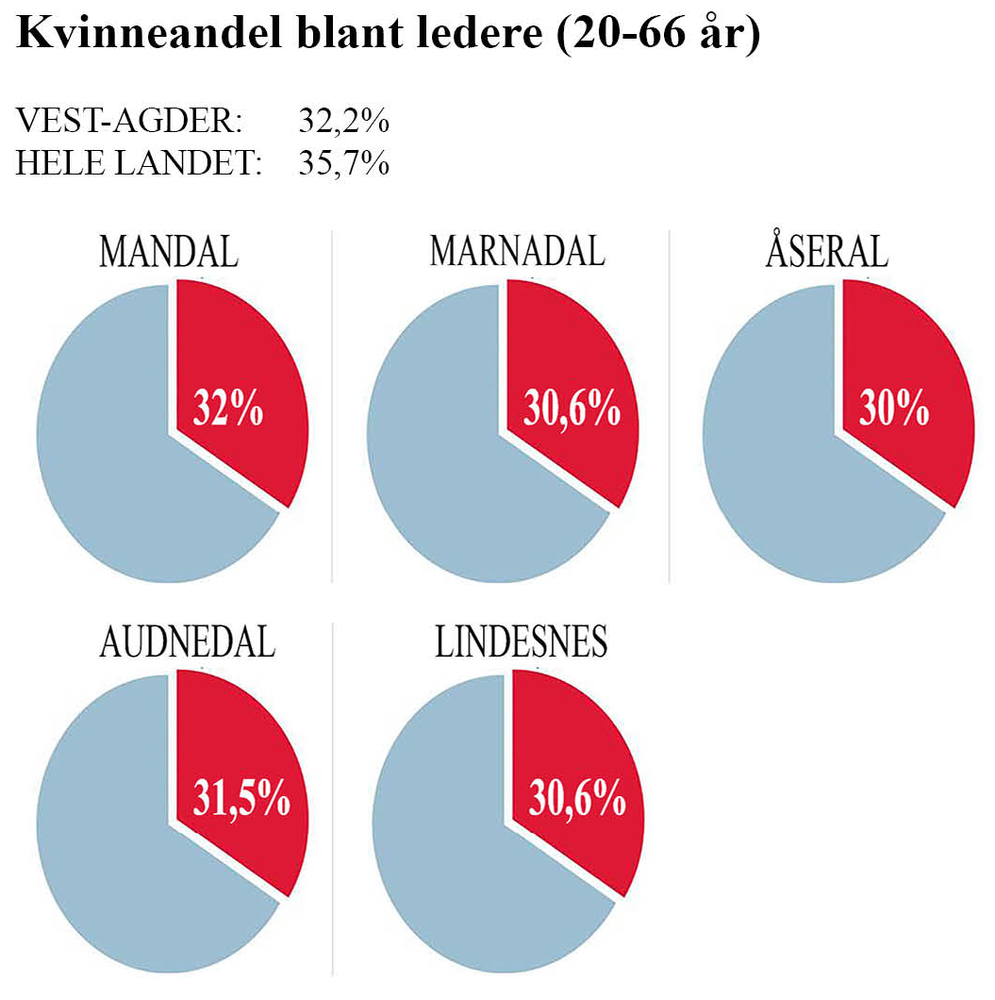 Kvinneandel blant ledere (20-66 år)
VEST-AGDER: 32,2%
HELE LANDET: 35,7%
MANDAL
32%
MARNADAL
30,6%
ÅSERAL
30%
AUDNEDAL
31,5%
LINDESNES
30,6%